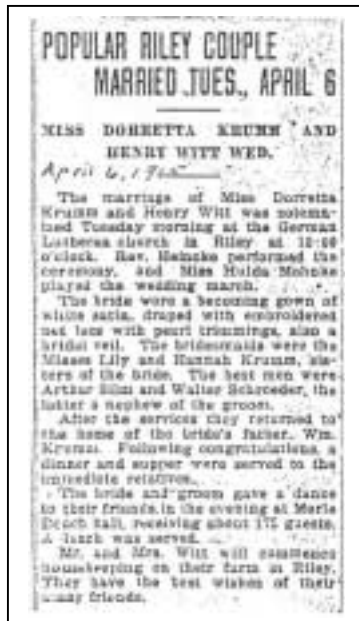 POPULAR RILEY COUPLE
MARRIED TUES., APRIL 6
MISS DORRETTA KRUMM AND
HENRY WITT WED.
April 6, 19
The marriage of Miss Dorretta
Krumm and Henry Witt was solemn-
ized Tuesday morning at the German
Lutheran church in Riley at 10:00
o'clock. Rev. Heincke performed the
ceremony, and Miss Hulda Mohnke
played the wedding march.
The bride wore a becoming gown of
white satin, draped with embroidered
net lace with pearl trimmings, also a
bridal veil. The bridesmaids were the
Misses Lily and Hannah Krumm, sis-
ters of the bride. The best men were
Arthur and Walter Schroeder, the
latter a nephew of the groom.
After the services they returned to
the home of the bride's father, Wm.
Krumm. Following congratulations, a
dinner and supper were served to the
immediate relatives.
The bride and groom gave a dance
to their friends in the evening at Merle
Beach hall, receiving about 175 guests.
A lunch was served.
Mr. and Mrs. Witt will commence
housekeeping on their farm in Riley.
They have the best wishes of their
many friends.